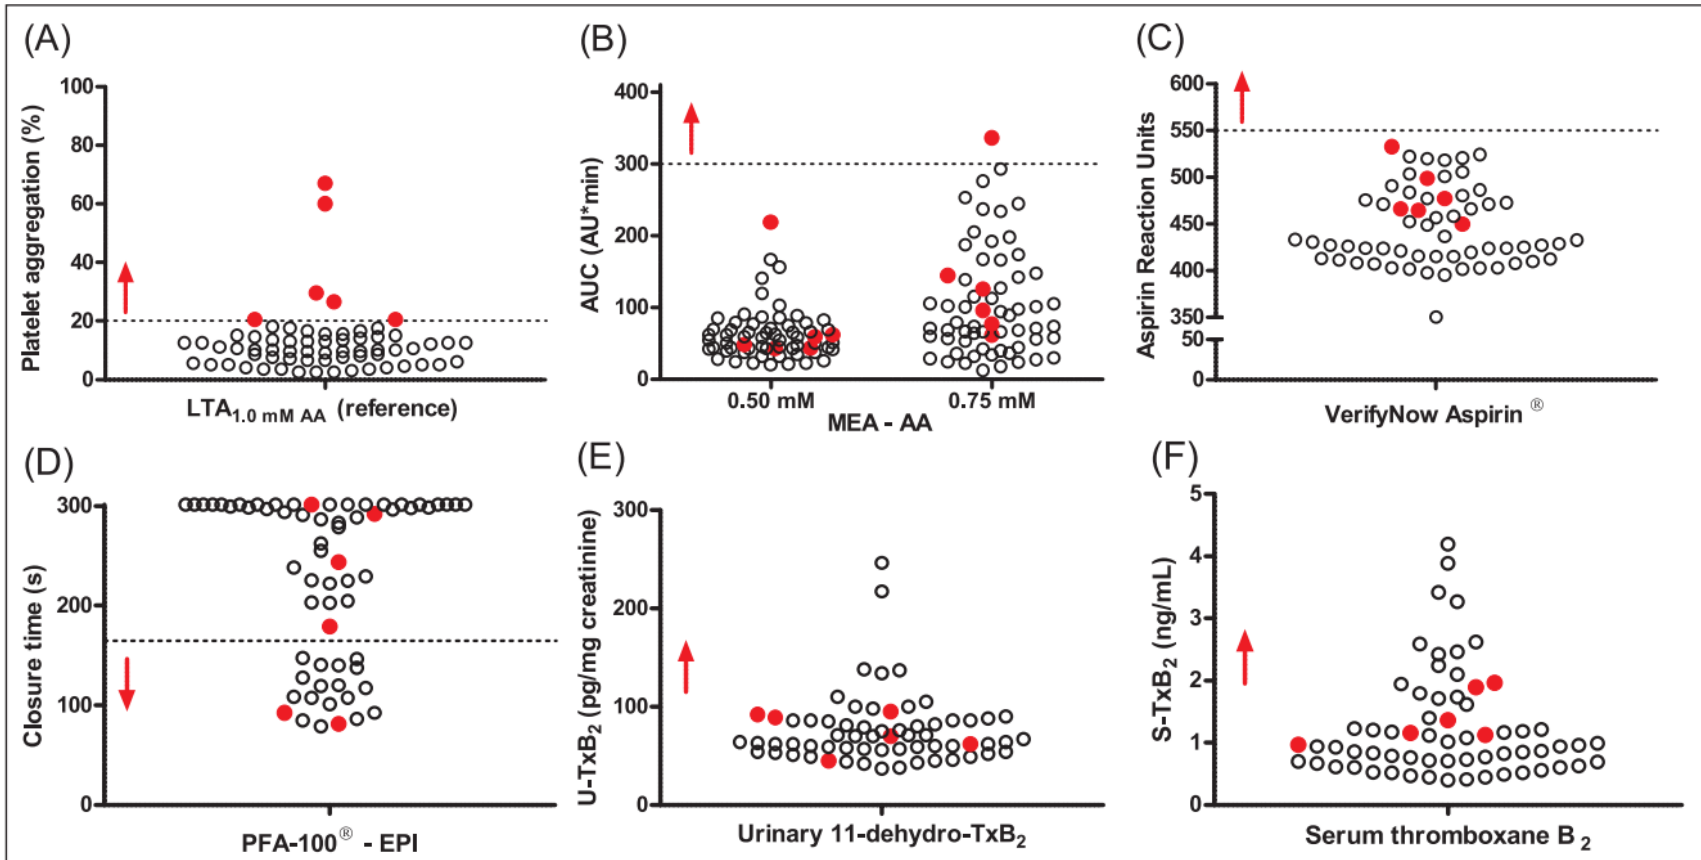 (A)
Platelet aggregation (%)
100
80
60
40
20
0
LTA1.0 mM AA (reference)
(B)
AUC (AU*min)
400
300
200
100
0
0.50 mM 0.75 mM
MEA - AA
(C)
Aspirin Reaction Units
600
550
500
450
400
350
50
0
VerifyNow Aspirin ®
(D)
Closure time (s)
300
200
100
0
PFA-100® - EPI
(E)
U-TxB2 (pg/mg creatinine)
300
200
100
0
Urinary 11-dehydro-TxB2
(F)
S-TxB2 (ng/mL)
5
4
3
2
1
0
Serum thromboxane B2